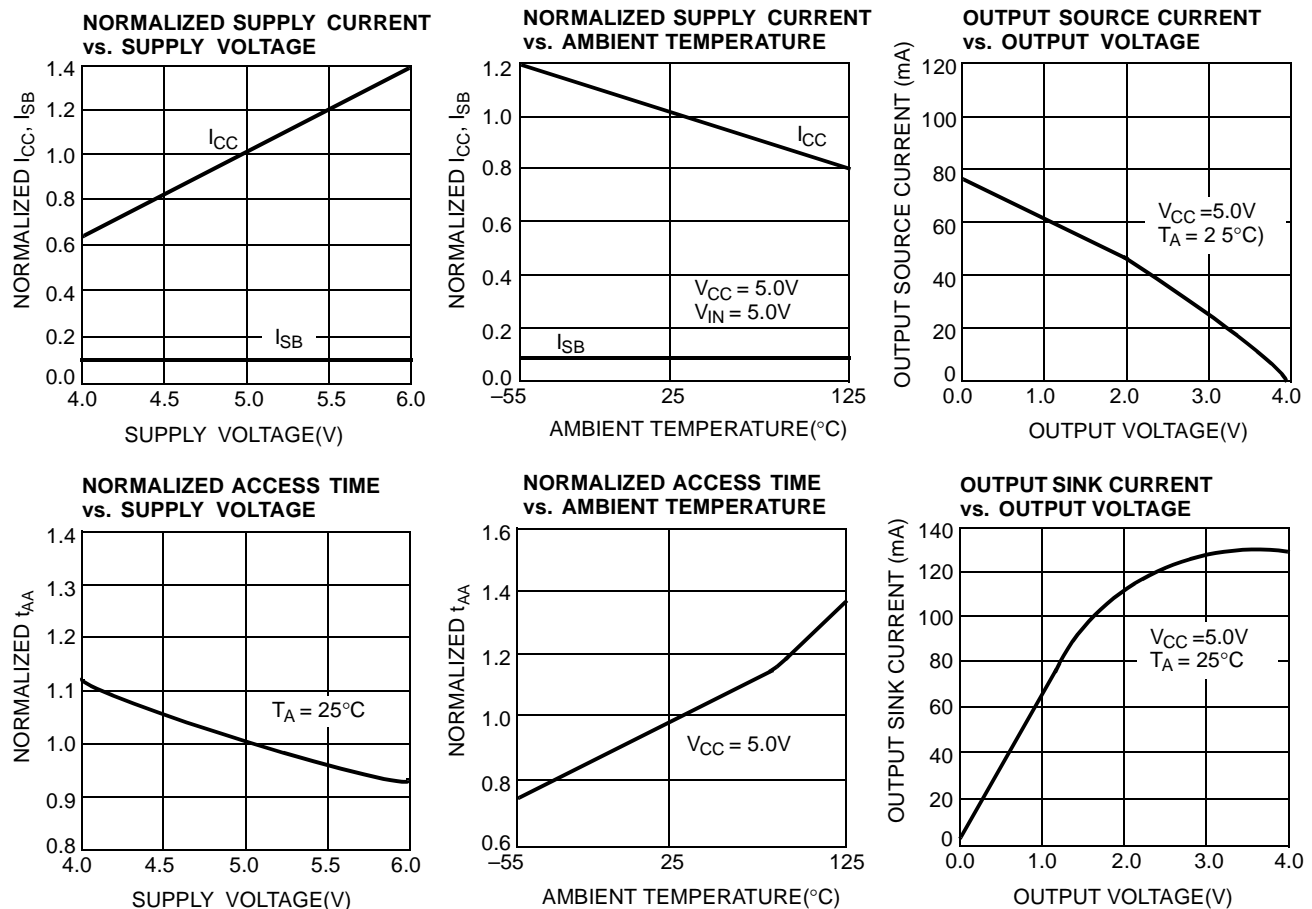 NORMALIZED SUPPLY CURRENT
vs. SUPPLY VOLTAGE
NORMALIZED ICC, ISB
1.4
1.2
1.0
0.8
0.6
0.4
0.2
0.0
ICC
ISB
4.0 4.5 5.0 5.5 6.0
SUPPLY VOLTAGE(V)
NORMALIZED SUPPLY CURRENT
vs. AMBIENT TEMPERATURE
NORMALIZED ICC, ISB
1.2
1.0
0.8
0.6
0.4
0.2
0.0
ICC
VCC = 5.0V
VIN = 5.0V
ISB
–55 25 125
AMBIENT TEMPERATURE(°C)
OUTPUT SOURCE CURRENT
vs. OUTPUT VOLTAGE
OUTPUT SOURCE CURRENT (mA)
120
100
80
60
40
20
0
VCC =5.0V
TA = 2 5°C)
0.0 1.0 2.0 3.0 4.0
OUTPUT VOLTAGE(V)
NORMALIZED ACCESS TIME
vs. SUPPLY VOLTAGE
NORMALIZED tAA
1.4
1.3
1.2
1.1
1.0
0.9
0.8
TA = 25°C
4.0 4.5 5.0 5.5 6.0
SUPPLY VOLTAGE(V)
NORMALIZED ACCESS TIME
vs. AMBIENT TEMPERATURE
NORMALIZED tAA
1.6
1.4
1.2
1.0
0.8
0.6
VCC = 5.0V
–55 25 125
AMBIENT TEMPERATURE(°C)
OUTPUT SINK CURRENT
vs. OUTPUT VOLTAGE
OUTPUT SINK CURRENT (mA)
140
120
100
80
60
40
20
0
VCC =5.0V
TA = 25°C
0.0 1.0 2.0 3.0 4.0
OUTPUT VOLTAGE(V)